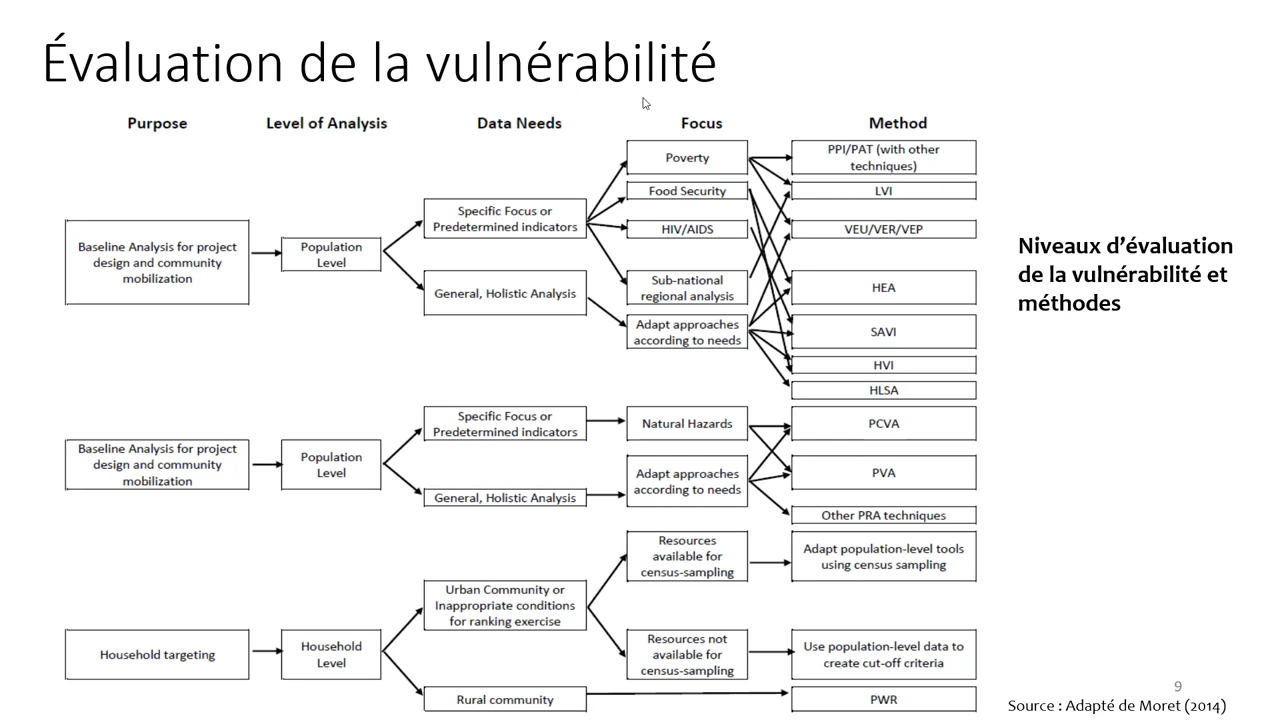 Évaluation de la vulnérabilité
Purpose
Level of Analysis
Data Needs
Focus
Method
Baseline Analysis for project
design and community
mobilization
Population
Level
Specific Focus or
Predetermined indicators
General, Holistic Analysis
Poverty
Food Security
HIV/AIDS
Sub-national
regional analysis
Adapt approaches
according to needs
PPI/PAT (with other
techniques)
LVI
VEU/VER/VEP
HEA
SAVI
HVI
HLSA
Niveaux d’évaluation
de la vulnérabilité et
méthodes
Baseline Analysis for project
design and community
mobilization
Population
Level
Specific Focus or
Predetermined indicators
General, Holistic Analysis
Natural Hazards
Adapt approaches
according to needs
PCVA
PVA
Other PRA techniques
Household targeting
Household
Level
Urban Community or
Inappropriate conditions
for ranking exercise
Rural community
Resources
available for
census-sampling
Resources not
available for
census-sampling
Adapt population-level tools
using census sampling
Use population-level data to
create cut-off criteria
PWR
9
Source : Adapté de Moret (2014)